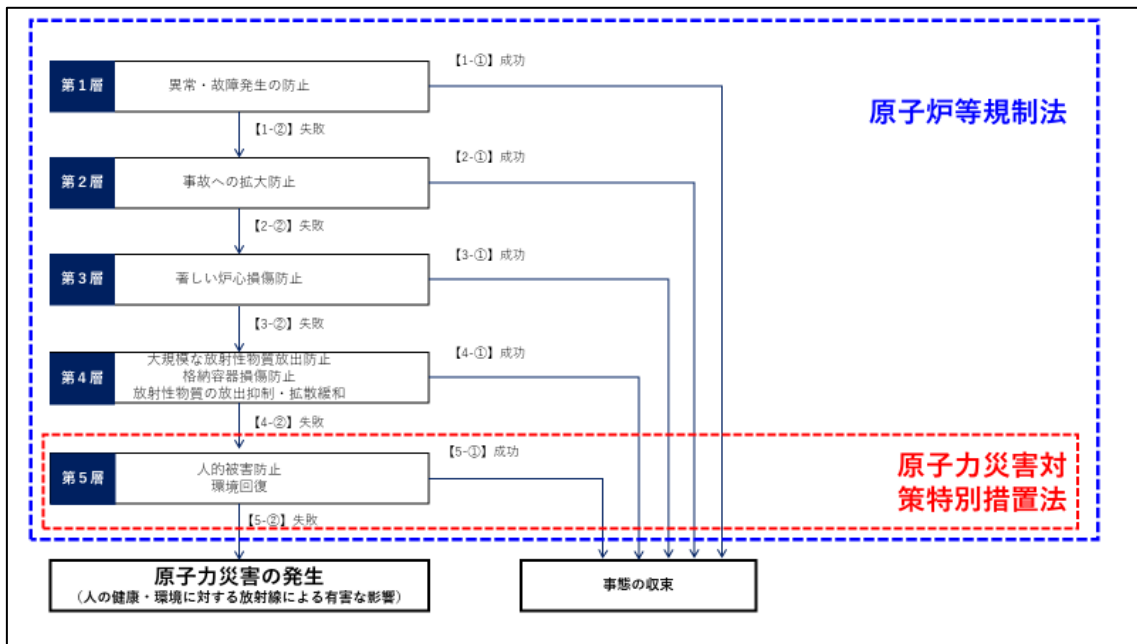 【1-①】成功
第1層
異常・故障発生の防止
原子炉等規制法
【1-②】失敗
【2-①】成功
第2層
事故への拡大防止
【2-②】失敗
【3-①】成功
第3層
著しい炉心損傷防止
【3-②】失敗
【4-①】成功
第4層
大規模な放射性物質放出防止
格納容器損傷防止
放射性物質の放出抑制・拡散緩和
【4-②】失敗
【5-①】成功
第5層
人的被害防止
環境回復
原子力災害対
策特別措置法
【5-②】失敗
原子力災害の発生
（人の健康・環境に対する放射線による有害な影響）
事態の収束